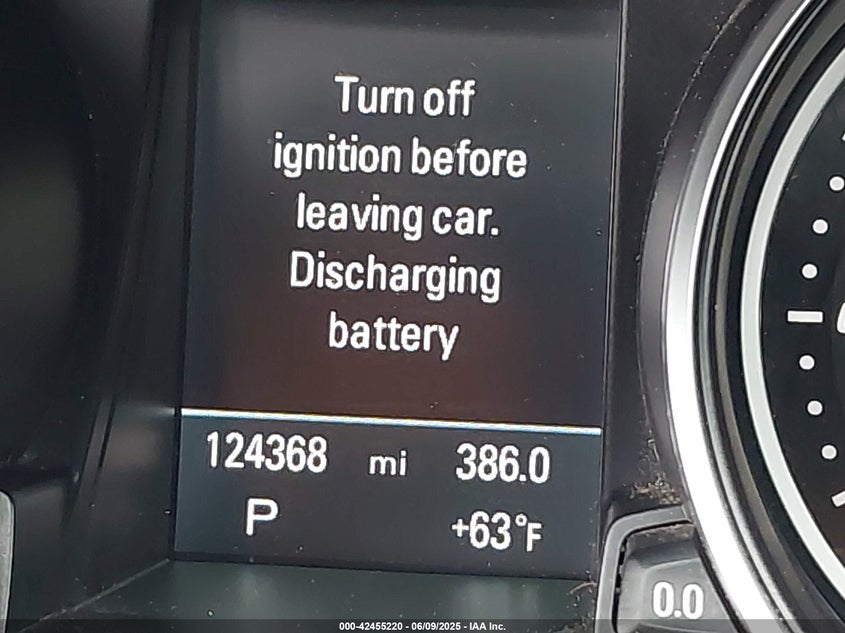 Turn off
ignition before
leaving car.
Discharging
battery
124368 mi 386.0
P +63°F
0.0
000-42455220 - 06/09/2025 - IAA Inc.